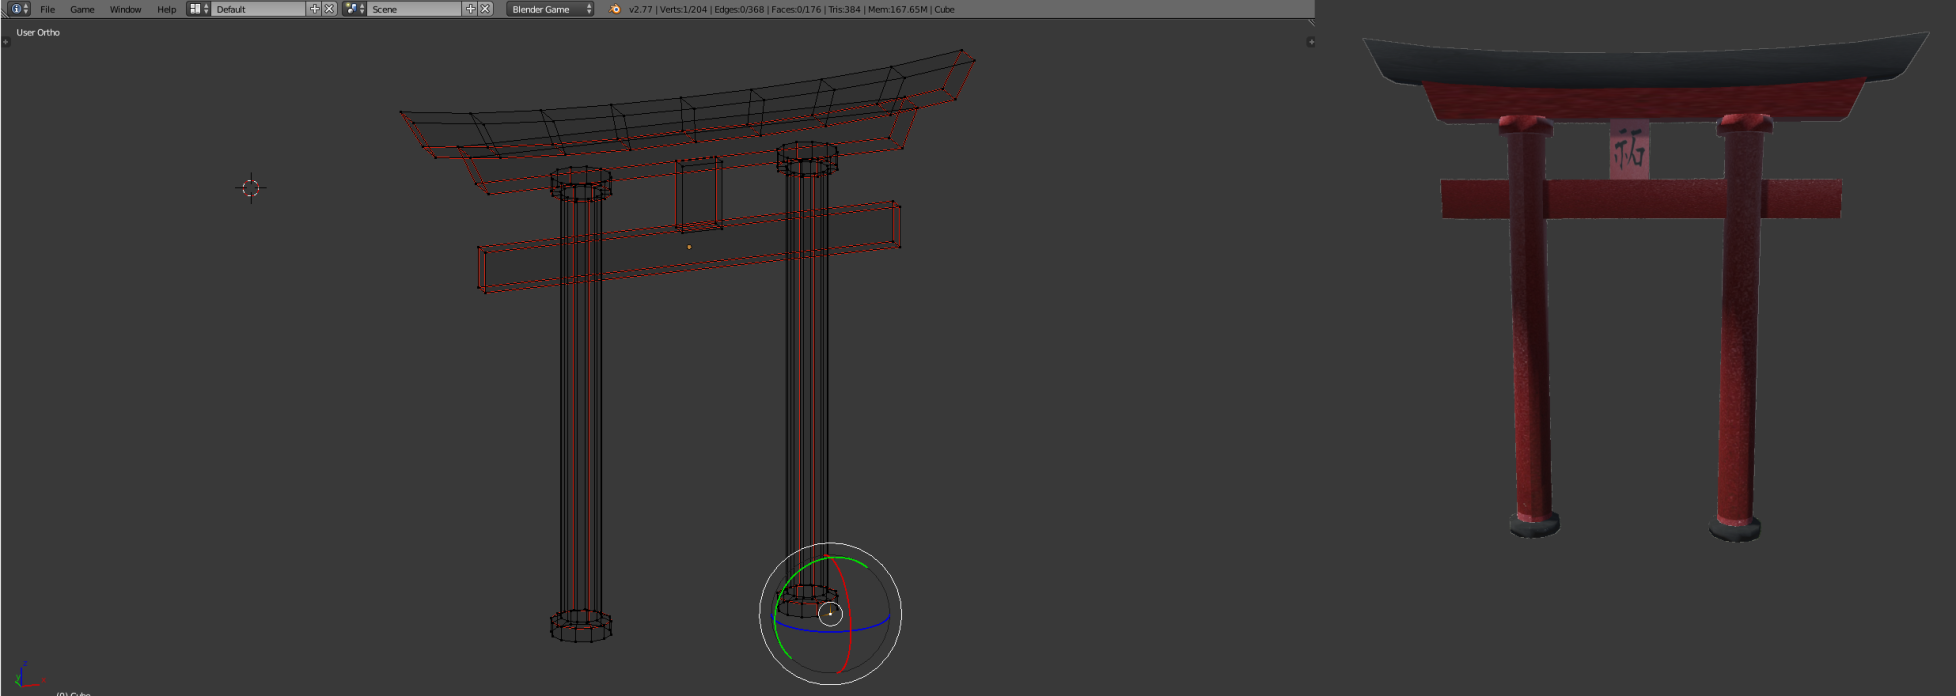 File Game Window Help Default Scene Blender Game v2.77 | Verts:1/204 | Edges:0/368 | Faces:0/176 | Tris:384 | Mem:167.65M | Cube
User Ortho
祐
(0) Cube